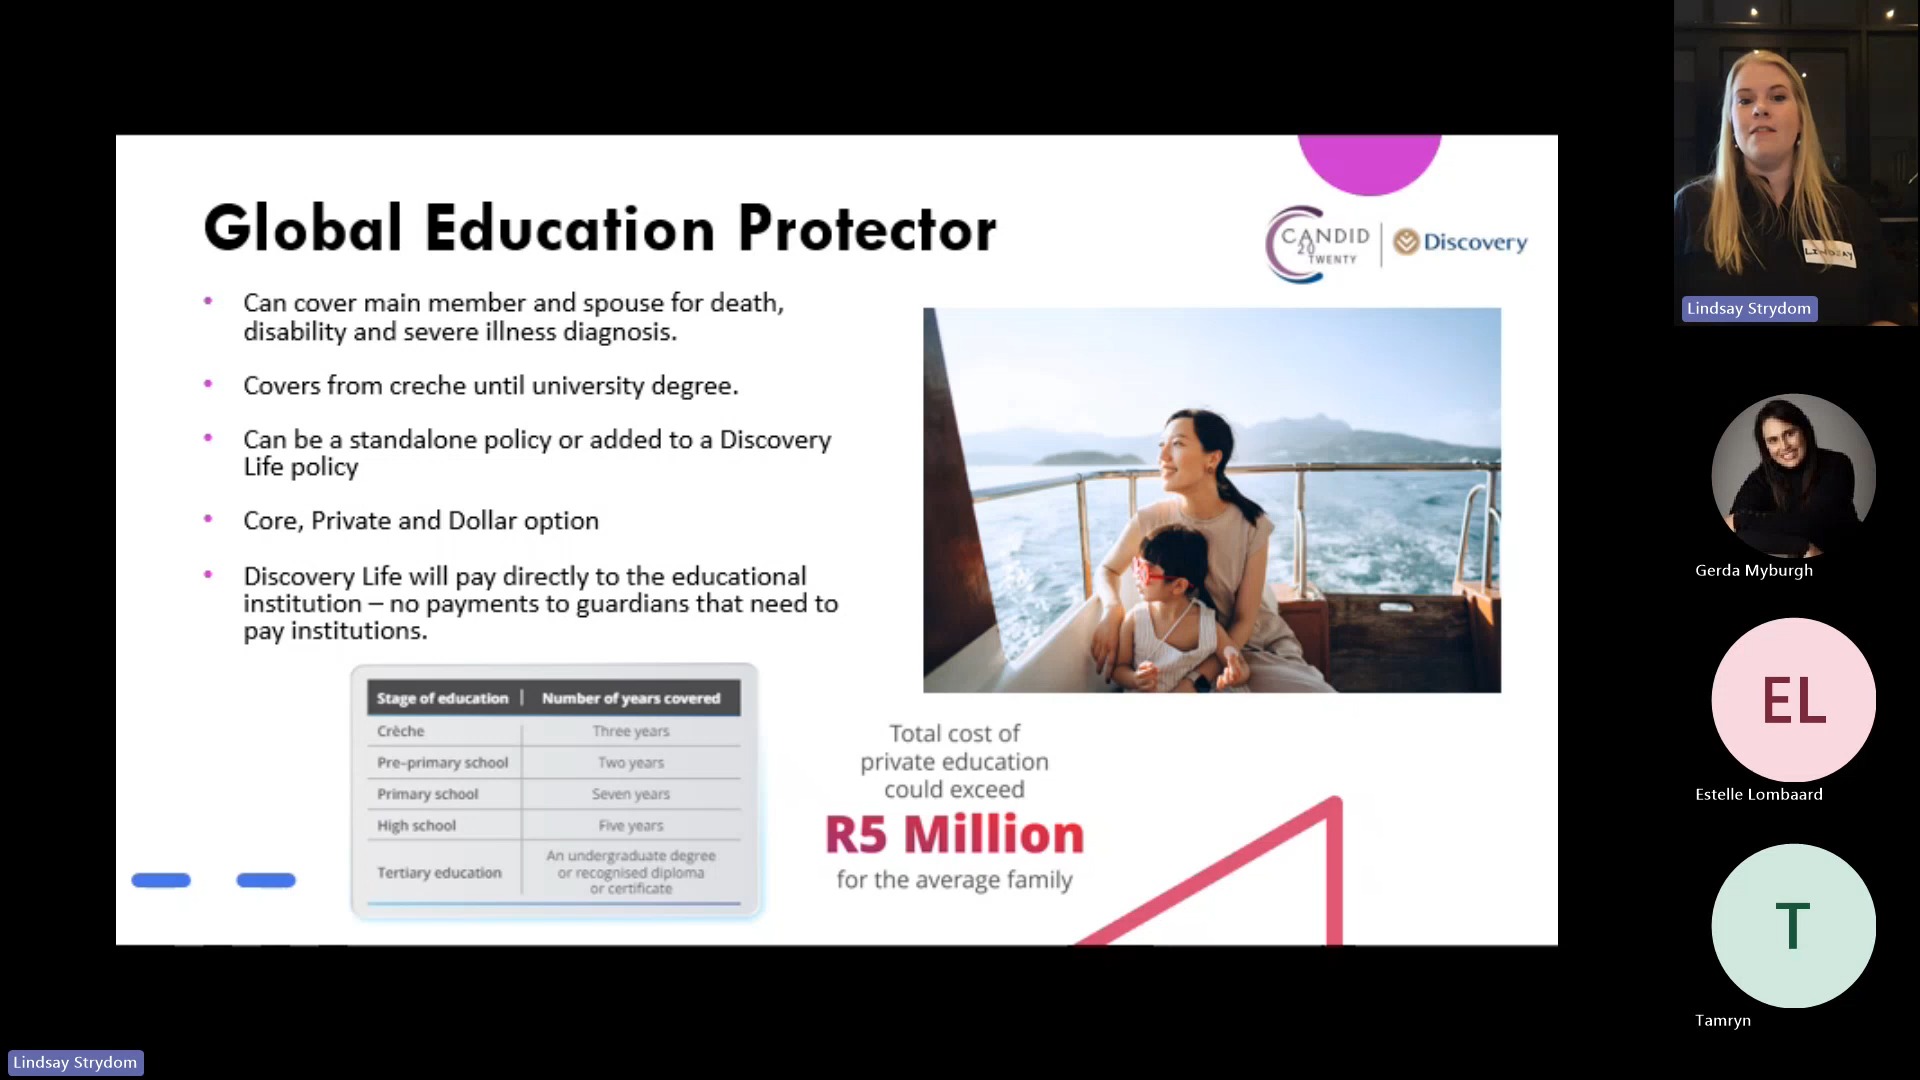 Global Education Protector
CANDID
20
TWENTY
Discovery
• Can cover main member and spouse for death,
disability and severe illness diagnosis.
• Covers from creche until university degree.
• Can be a standalone policy or added to a Discovery
Life policy
• Core, Private and Dollar option
• Discovery Life will pay directly to the educational
institution – no payments to guardians that need to
pay institutions.
Stage of education | Number of years covered
Crèche Three years
Pre-primary school Two years
Primary school Seven years
High school Five years
Tertiary education An undergraduate degree
or recognised diploma
or certificate
Total cost of
private education
could exceed
R5 Million
for the average family
LINDSAY
Lindsay Strydom
Gerda Myburgh
EL
Estelle Lombaard
T
Tamryn
Lindsay Strydom